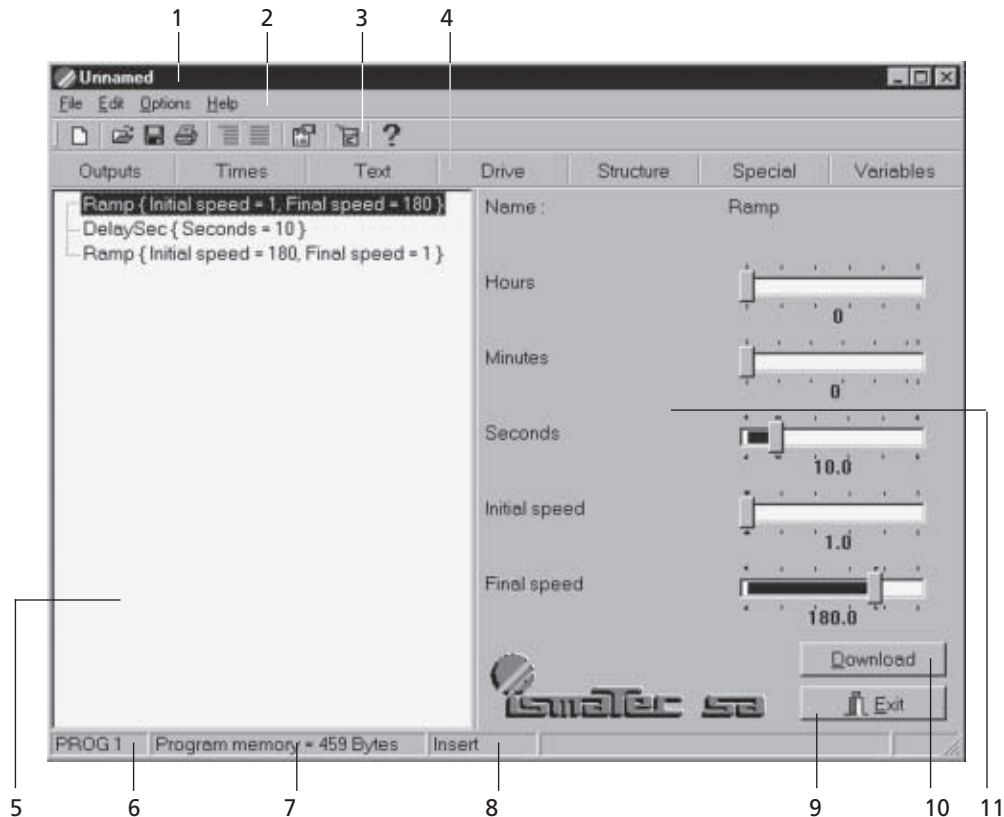 1 2 3 4
Unnamed
File Edit Options Help
Outputs Times Text Drive Structure Special Variables
Ramp { Initial speed = 1, Final speed = 180 }
DelaySec { Seconds = 10 }
Ramp { Initial speed = 180, Final speed = 1 }
Name : Ramp
Hours
0
Minutes
0
Seconds
10.0
Initial speed
1.0
Final speed
180.0
Download
ismatec sa
Exit
PROG 1 Program memory = 459 Bytes Insert
5 6 7 8 9 10 11